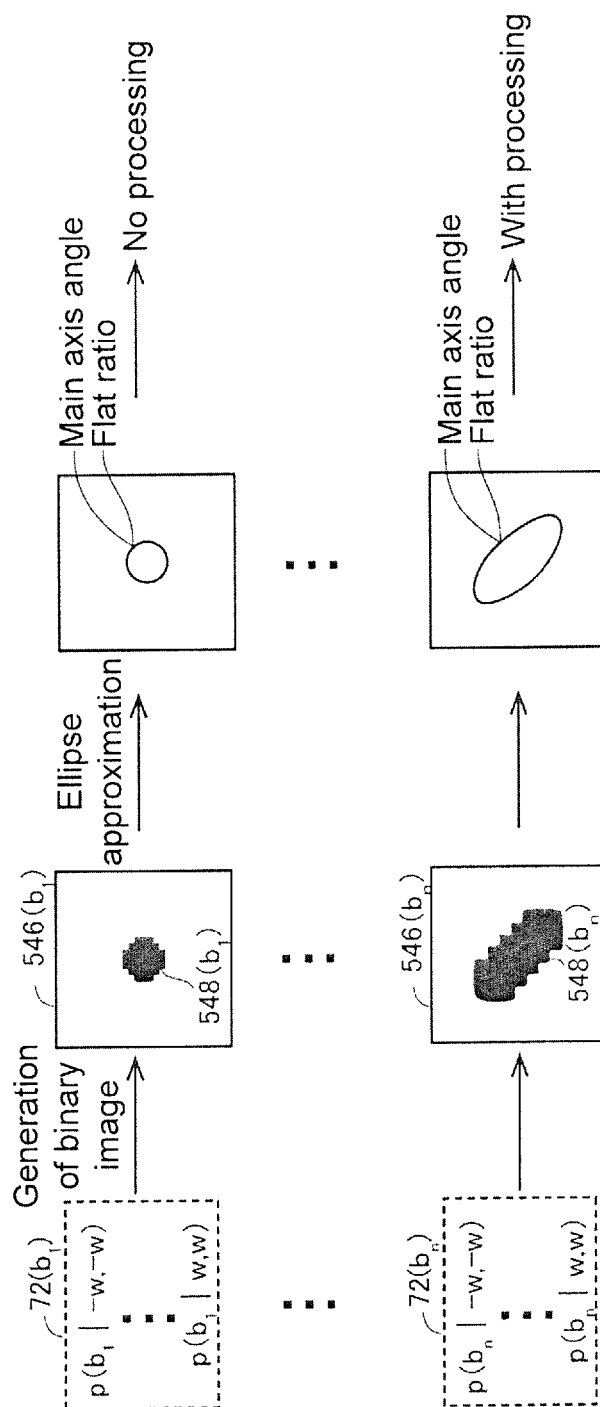 72(b₁)
p(b₁ | -w,-w)
p(b₁ | w,w)
Generation
of binary
image
546(b₁)
548(b₁)
Ellipse
approximation
Main axis angle
Flat ratio
No processing
72(bₙ)
p(bₙ | -w,-w)
p(bₙ | w,w)
546(bₙ)
548(bₙ)
Main axis angle
Flat ratio
With processing